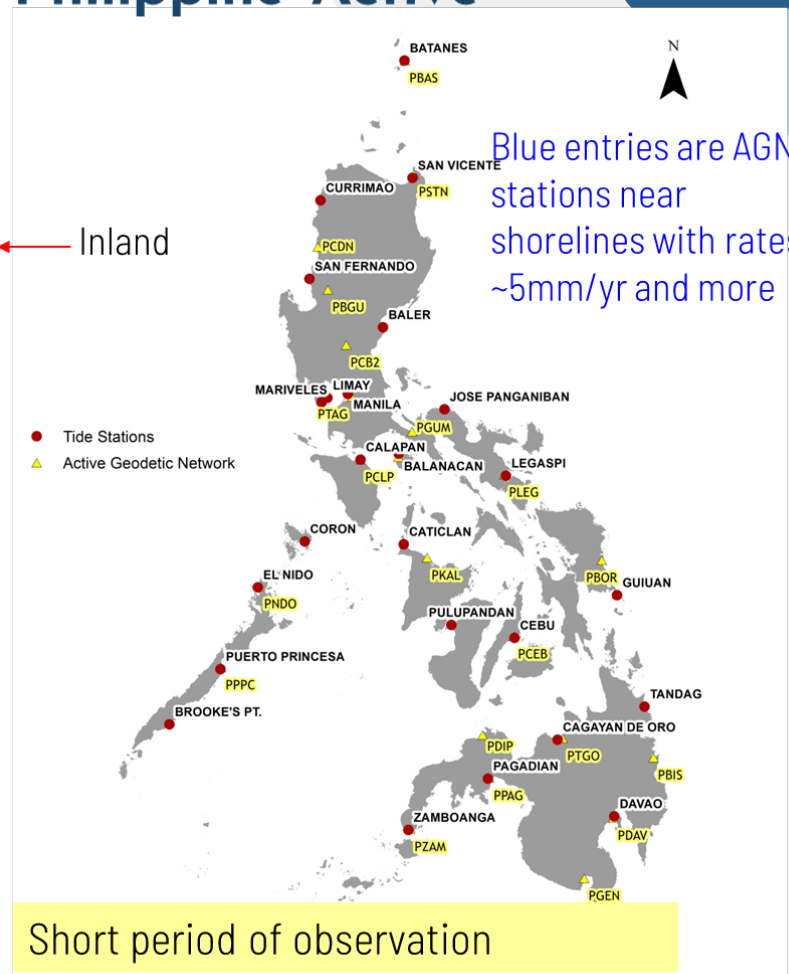 Philippine Active
N
BATANES
PBAS
Blue entries are AGN
stations near
shorelines with rates
~5mm/yr and more
SAN VICENTE
PSTN
CURRIMAO
Inland
PCDN
SAN FERNANDO
PBGU
BALER
PCB2
MARIVELES
LIMAY
MANILA
PTAG
JOSE PANGANIBAN
PGUM
Tide Stations
Active Geodetic Network
CALAPAN
BALANACAN
PCLP
LEGASPI
PLEG
CORON
CATICLAN
PKAL
PBOR
GUIUAN
EL NIDO
PNDO
PULUPANDAN
CEBU
PCEB
PUERTO PRINCESA
PPPC
BROOKE'S PT.
TANDAG
CAGAYAN DE ORO
PTGO
PDIP
PAGADIAN
PPAG
PBIS
DAVAO
PDAV
ZAMBOANGA
PZAM
PGEN
Short period of observation